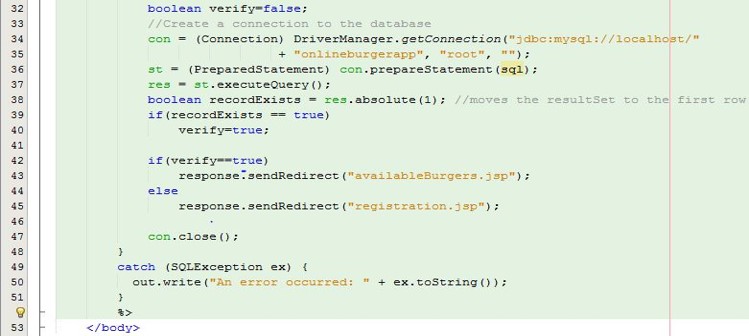 32 boolean verify=false;
33 //Create a connection to the database
34 con = (Connection) DriverManager.getConnection("jdbc:mysql://localhost/"
35 + "onlineburgerapp", "root", "");
36 st = (PreparedStatement) con.prepareStatement(sql);
37 res = st.executeQuery();
38 boolean recordExists = res.absolute(1); //moves the resultSet to the first row
39 if(recordExists == true)
40 verify=true;
41
42 if(verify==true)
43 response.sendRedirect("availableBurgers.jsp");
44 else
45 response.sendRedirect("registration.jsp");
46
47 con.close();
48 }
49 catch (SQLException ex) {
50 out.write("An error occurred: " + ex.toString());
51 }
%>
53 </body>